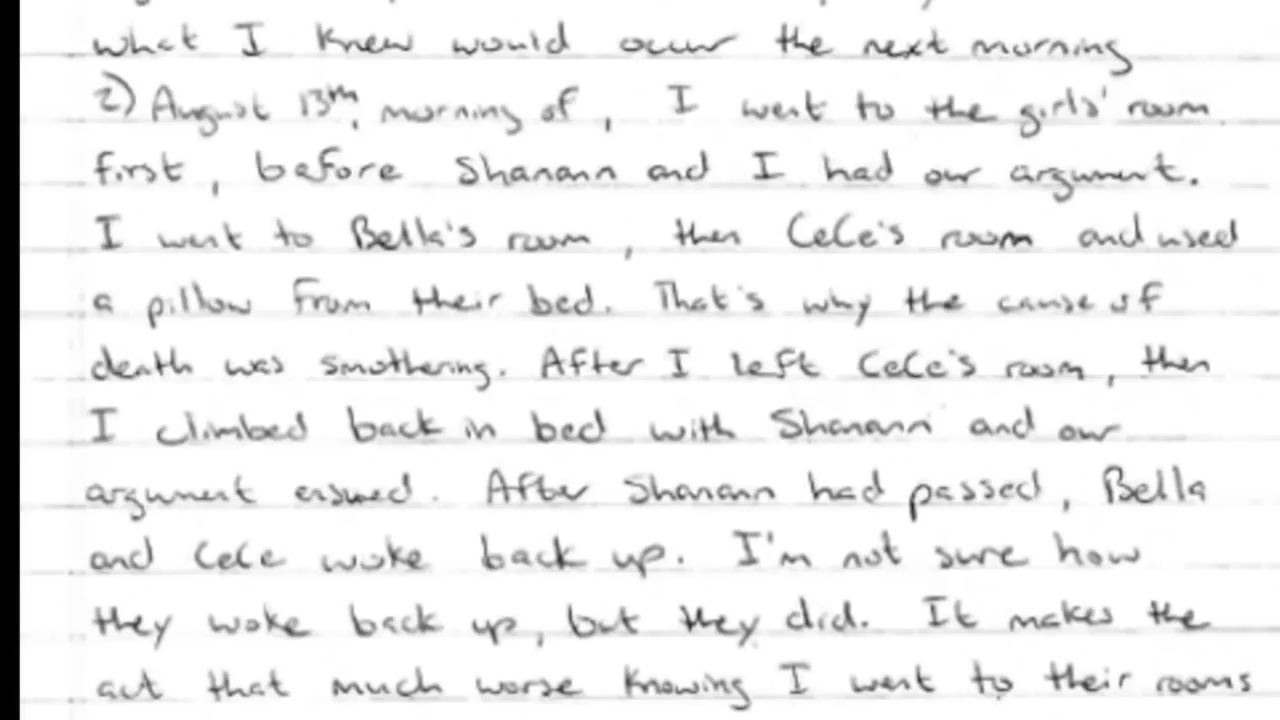 what I knew would occur the next morning
2) August 13th, morning of, I went to the girls' room
first, before Shanann and I had our argument.
I went to Bella's room, then CeCe's room and used
a pillow from their bed. That's why the cause of
death was smothering. After I left CeCe's room, then
I climbed back in bed with Shanann and our
argument ensued. After Shanann had passed, Bella
and CeCe woke back up. I'm not sure how
they woke back up, but they did. It makes the
act that much worse knowing I went to their rooms